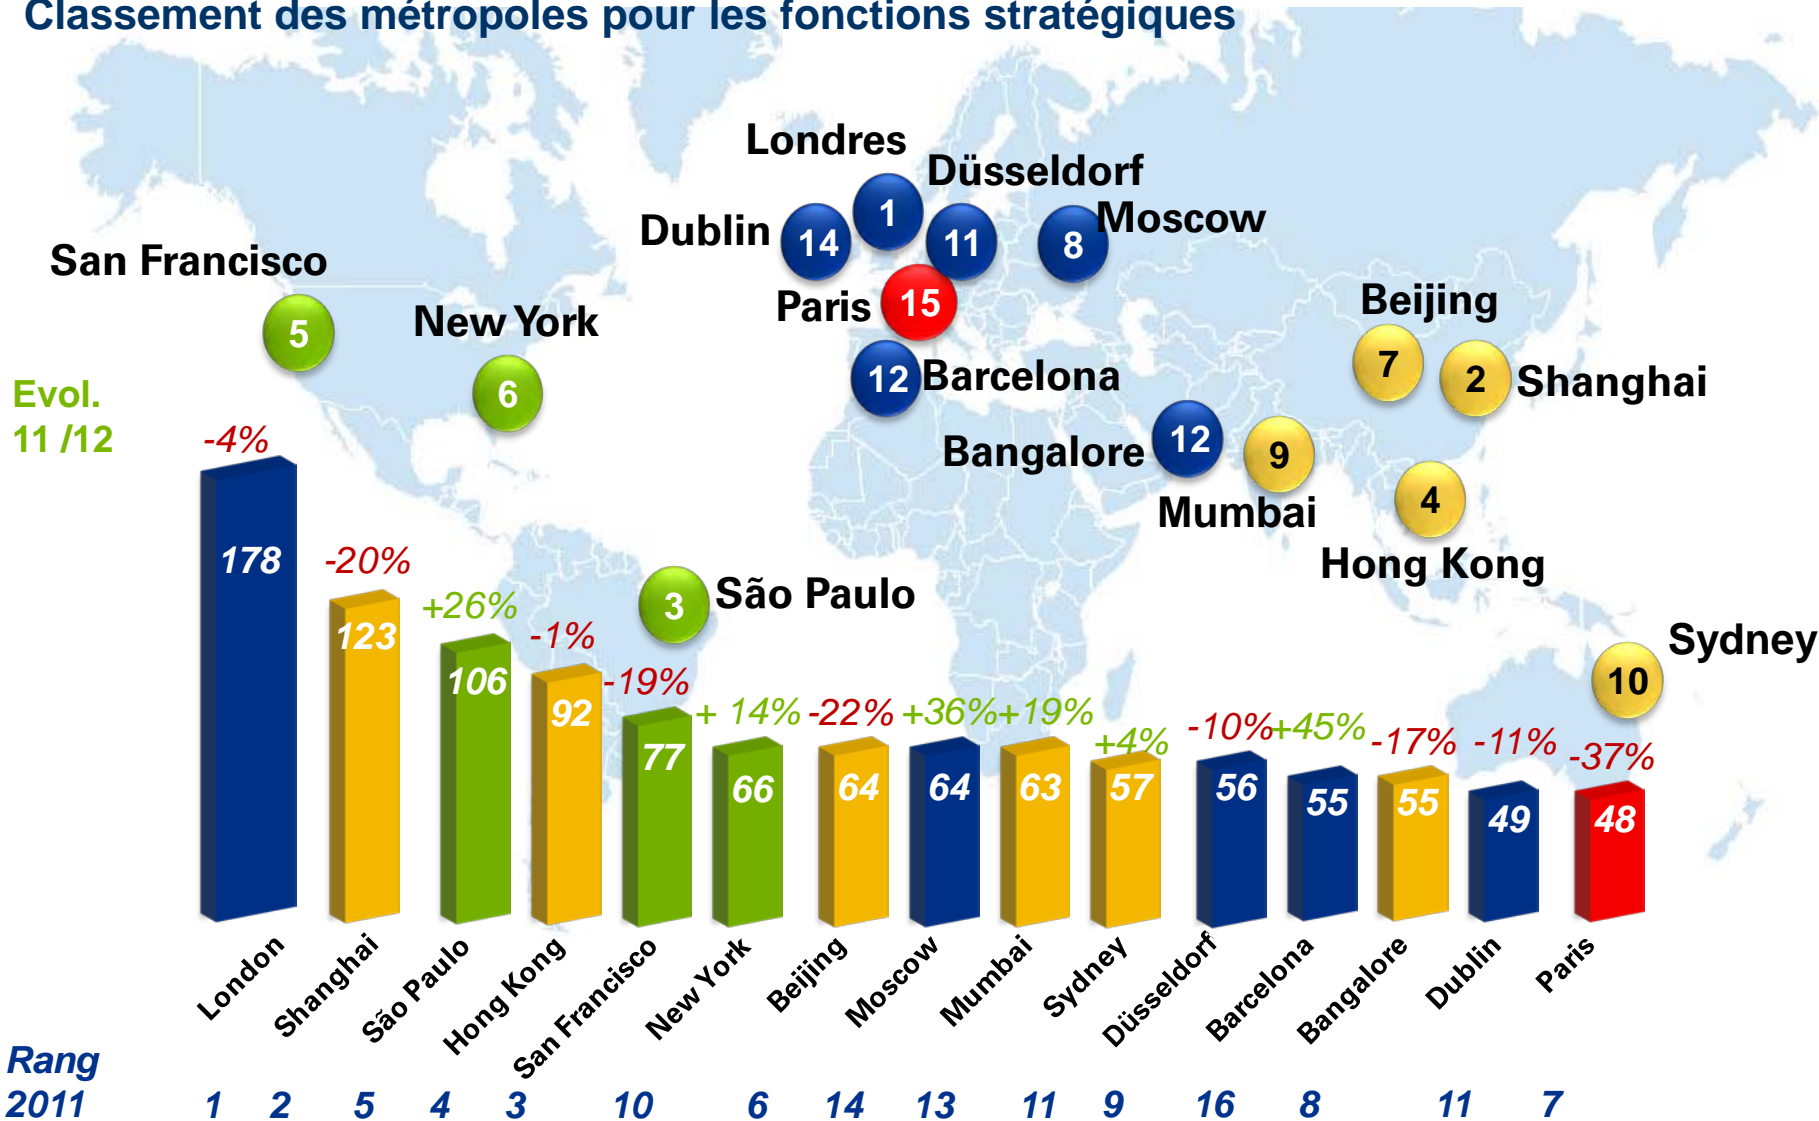 Classement des métropoles pour les fonctions stratégiques
Londres
Düsseldorf
Dublin
14
1
11
8
Moscow
San Francisco
5
New York
6
Paris
15
Beijing
7
2
Shanghai
12
Barcelona
Bangalore
12
9
Mumbai
4
Hong Kong
3
São Paulo
Sydney
10
Evol.
11 /12
-4%
-20%
+26%
-1%
-19%
+ 14%
-22%
+36%
+19%
+4%
-10%
+45%
-17%
-11%
-37%
178
123
106
92
77
66
64
64
63
57
56
55
55
49
48
London
Shanghai
São Paulo
Hong Kong
San Francisco
New York
Beijing
Moscow
Mumbai
Sydney
Düsseldorf
Barcelona
Bangalore
Dublin
Paris
Rang
2011 1 2 5 4 3 10 6 14 13 11 9 16 8 11 7